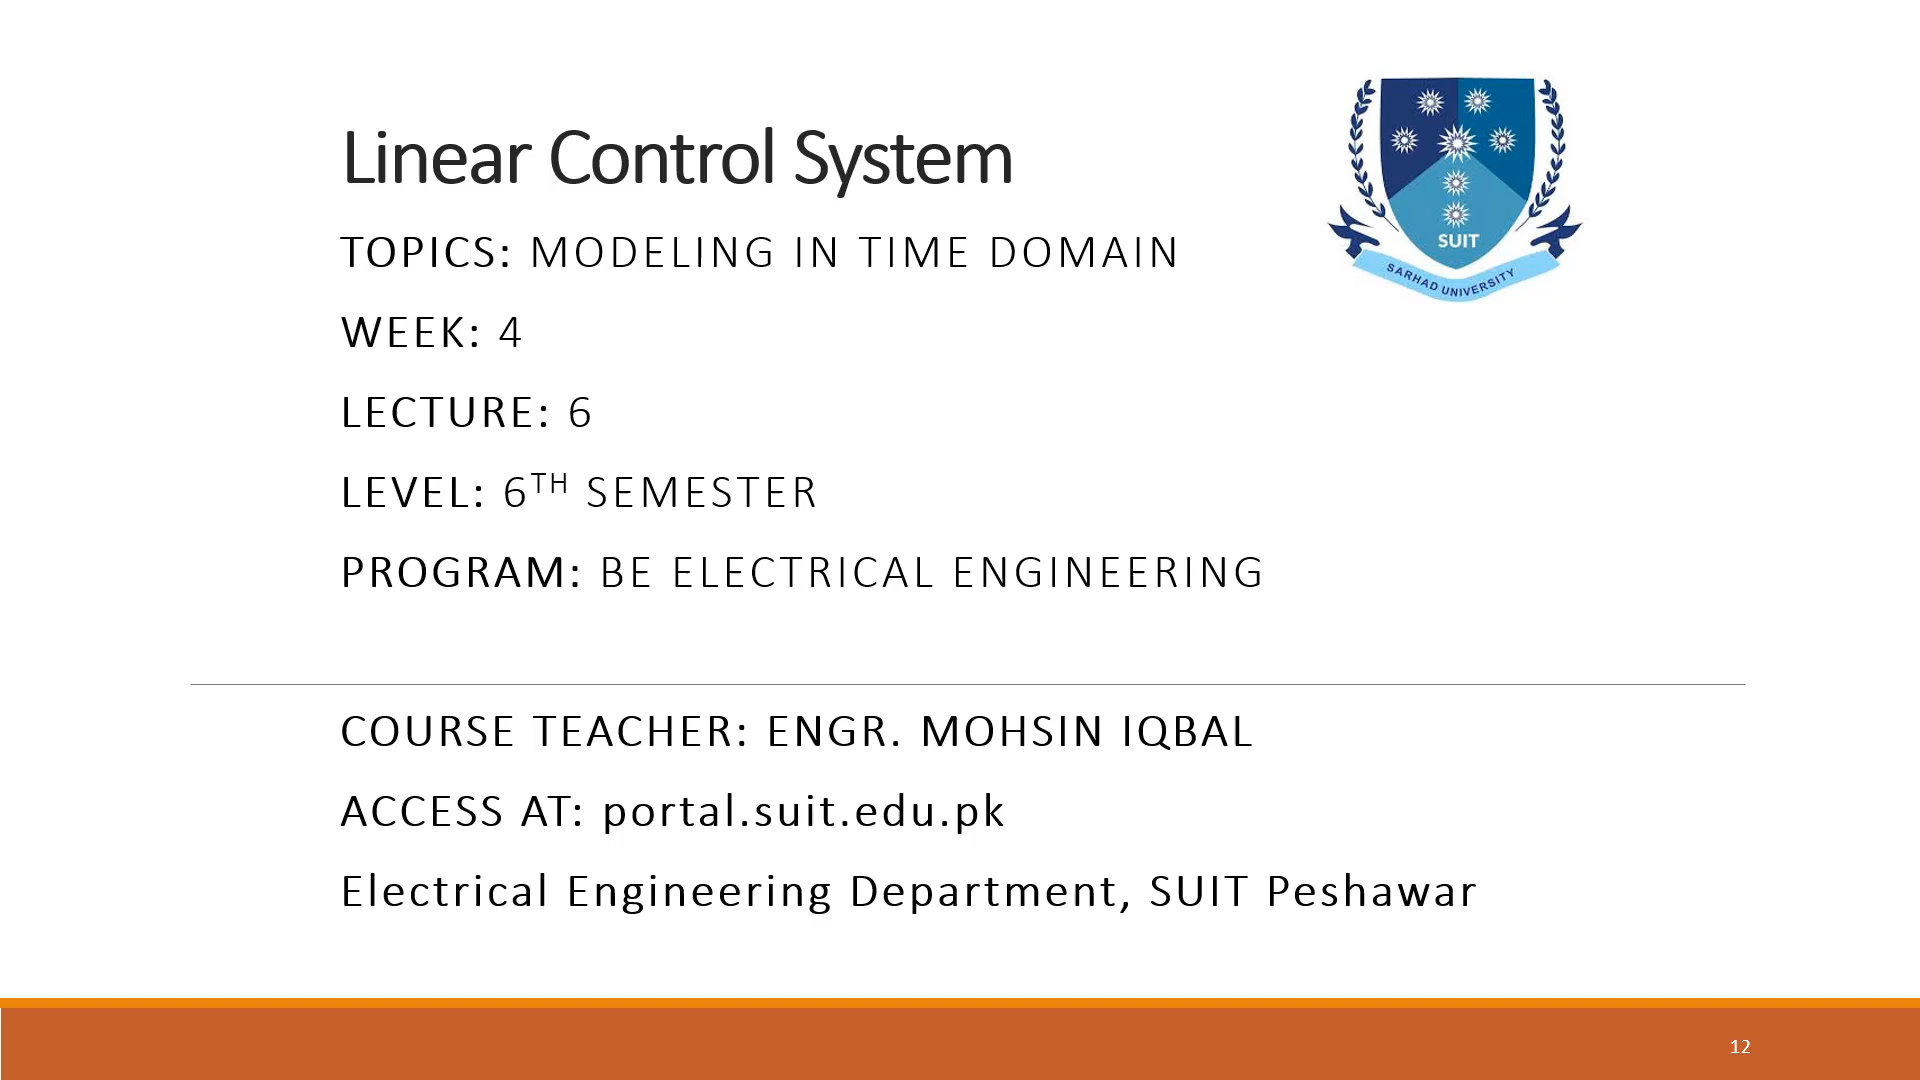 Linear Control System
TOPICS: MODELING IN TIME DOMAIN
WEEK: 4
LECTURE: 6
LEVEL: 6TH SEMESTER
PROGRAM: BE ELECTRICAL ENGINEERING
SUIT
SARHAD UNIVERSITY
COURSE TEACHER: ENGR. MOHSIN IQBAL
ACCESS AT: portal.suit.edu.pk
Electrical Engineering Department, SUIT Peshawar
12